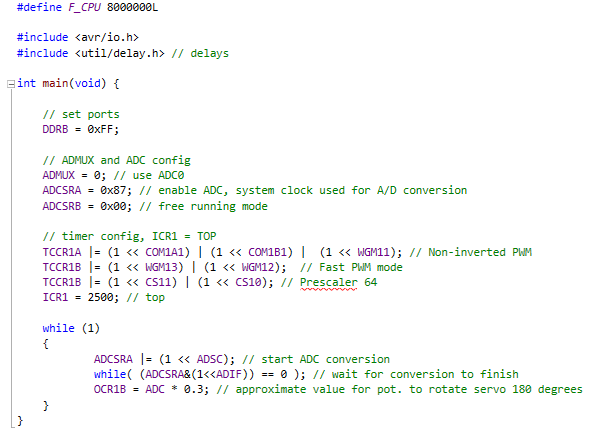 #define F_CPU 8000000L
#include <avr/io.h>
#include <util/delay.h> // delays
int main(void) {
// set ports
DDRB = 0xFF;
// ADMUX and ADC config
ADMUX = 0; // use ADC0
ADCSRA = 0x87; // enable ADC, system clock used for A/D conversion
ADCSRB = 0x00; // free running mode
// timer config, ICR1 = TOP
TCCR1A |= (1 << COM1A1) | (1 << COM1B1) |  (1 << WGM11); // Non-inverted PWM
TCCR1B |= (1 << WGM13) | (1 << WGM12);  // Fast PWM mode
TCCR1B |= (1 << CS11) | (1 << CS10); // Prescaler 64
ICR1 = 2500; // top
while (1)
{
ADCSRA |= (1 << ADSC); // start ADC conversion
while( (ADCSRA&(1<<ADIF)) == 0 ); // wait for conversion to finish
OCR1B = ADC * 0.3; // approximate value for pot. to rotate servo 180 degrees
}
}